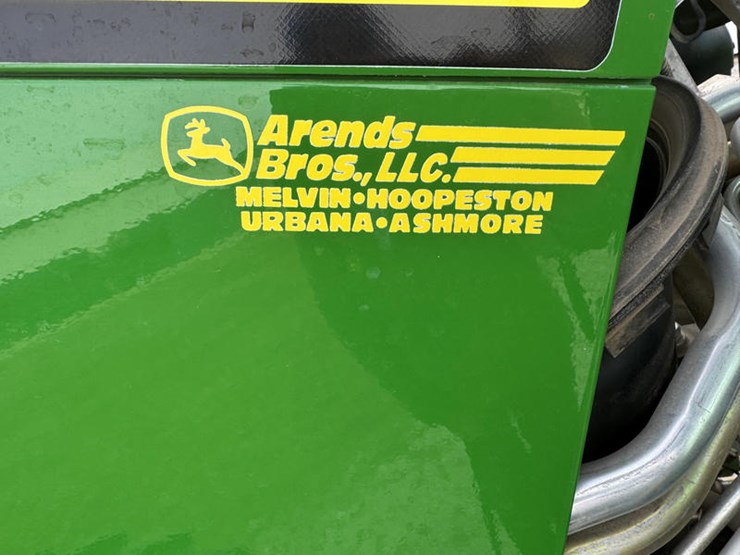 Arends
Bros., LLC.
MELVIN•HOOPESTON
URBANA•ASHMORE